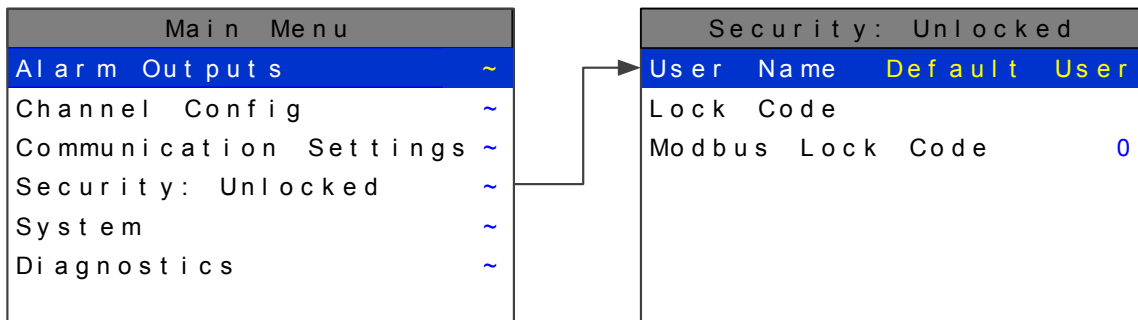 Main Menu
Alarm Outputs ~
Channel Config ~
Communication Settings ~
Security: Unlocked ~
System ~
Diagnostics ~
Security: Unlocked
User Name Default User
Lock Code
Modbus Lock Code 0